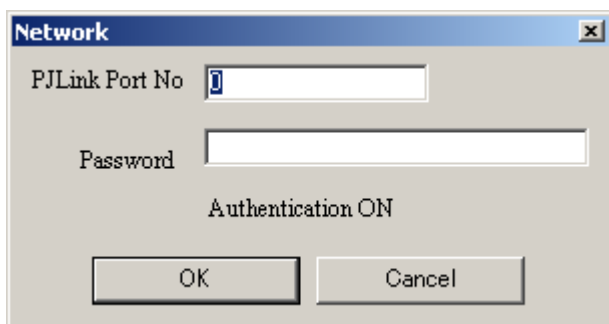 Network
PJLink Port No 0
Password
Authentication ON
OK Cancel